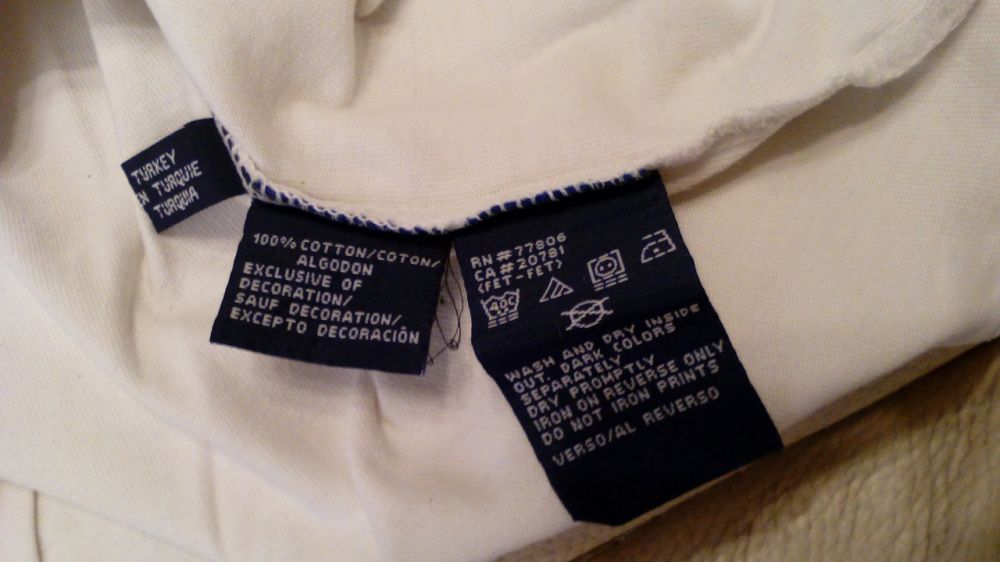 TURKEY
EN TURQUIE
TURQUIA
100% COTTON/COTON/
ALGODON
EXCLUSIVE OF
DECORATION/
SAUF DECORATION/
EXCEPTO DECORACIÓN
RN#77806
CA#20781
(FET-FET)
40C
WASH AND DRY INSIDE
OUT. DARK COLORS
SEPARATELY
DRY PROMPTLY
IRON ON REVERSE ONLY
DO NOT IRON PRINTS
VERSO/AL REVERSO